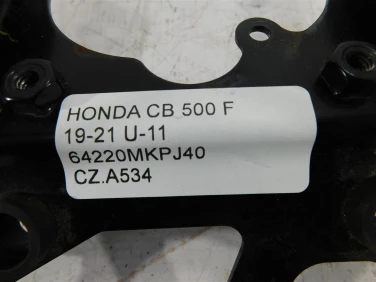 HONDA CB 500 F
19-21 U-11
64220MKPJ40
CZ.A534